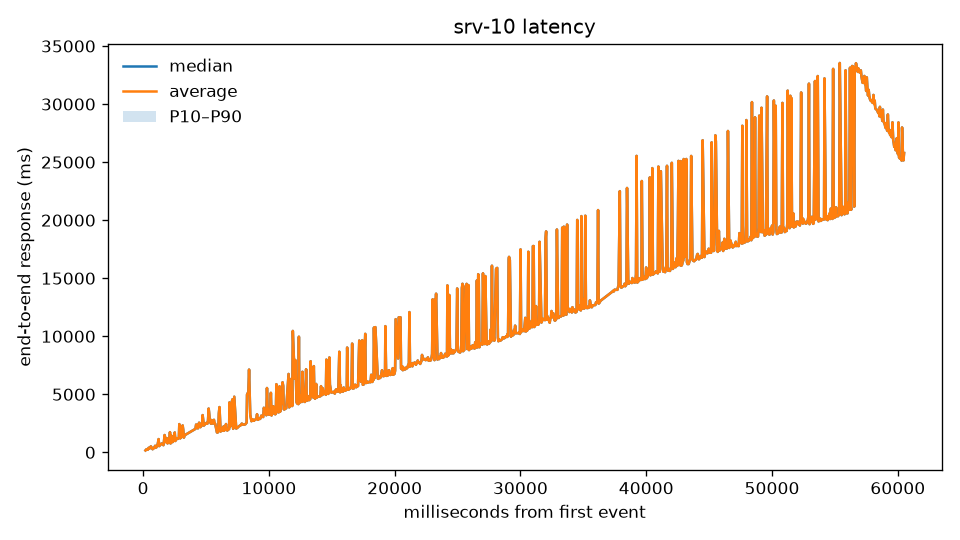 srv-10 latency
median
average
P10–P90
end-to-end response (ms)
35000
30000
25000
20000
15000
10000
5000
0
0 10000 20000 30000 40000 50000 60000
milliseconds from first event